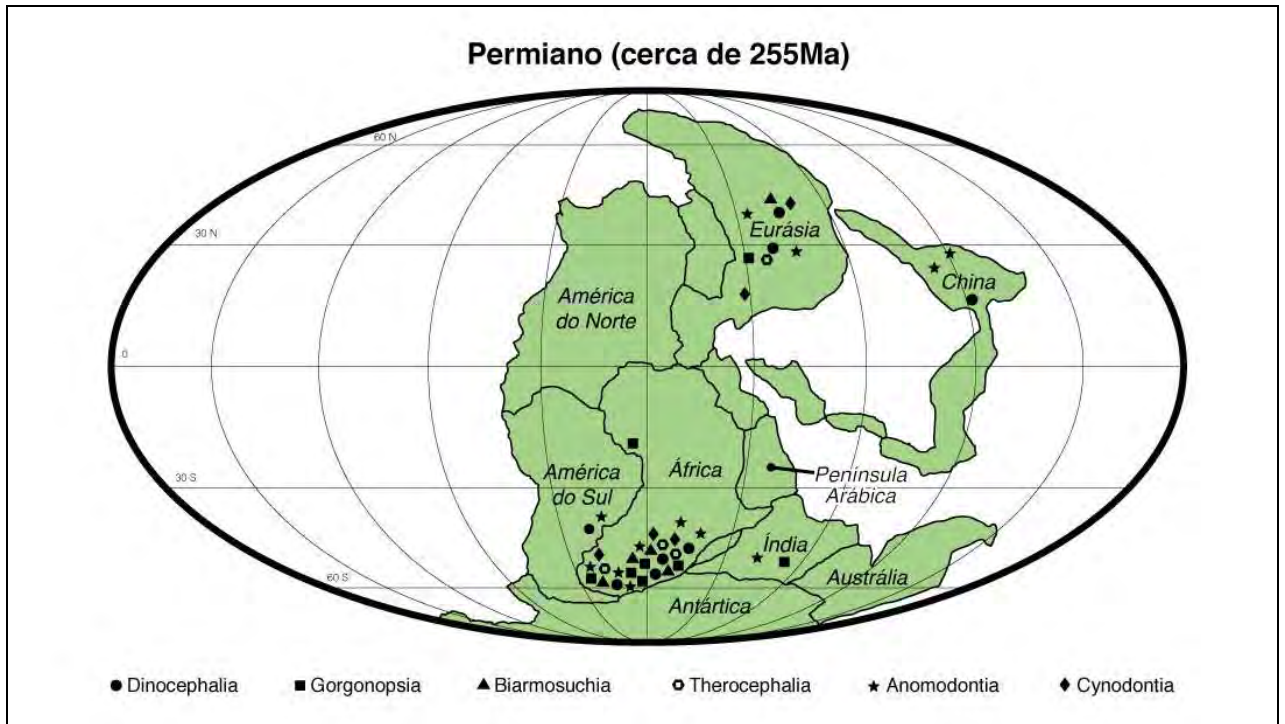 Permiano (cerca de 255Ma)
60 N
30 N
Eurásia
China
América
do Norte
0
30 S
América
do Sul
África
Península
Arábica
Índia
Austrália
60 S
Antártica
Dinocephalia
Gorgonopsia
Biarmosuchia
Therocephalia
Anomodontia
Cynodontia